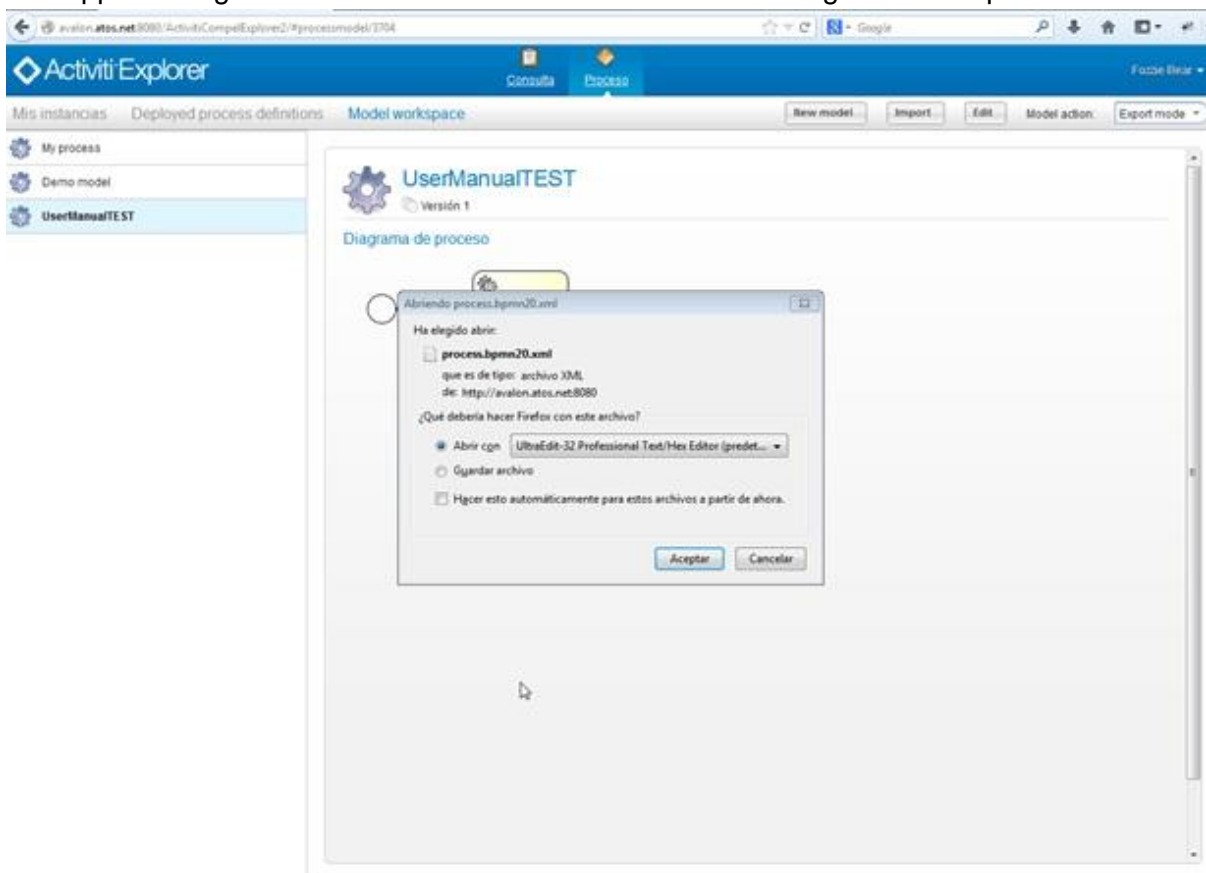 avalon.atos.net:8080/ActivitiCompelExplorer2/#processmodel/3704
Google
Activiti Explorer
Consulta
Proceso
Fozzie Bear
Mis instancias Deployed process definitions Model workspace
New model Import Edit Model action: Export mode
My process
Demo model
UserManualTEST
UserManualTEST
Versión 1
Diagrama de proceso
Abriendo process.bpmn20.xml
Ha elegido abrir:
process.bpmn20.xml
que es de tipo: archivo XML
de: http://avalon.atos.net:8080
¿Qué debería hacer Firefox con este archivo?
Abrir con UltraEdit-32 Professional Text/Hex Editor (predet...
Guardar archivo
Hacer esto automáticamente para estos archivos a partir de ahora.
Aceptar Cancelar